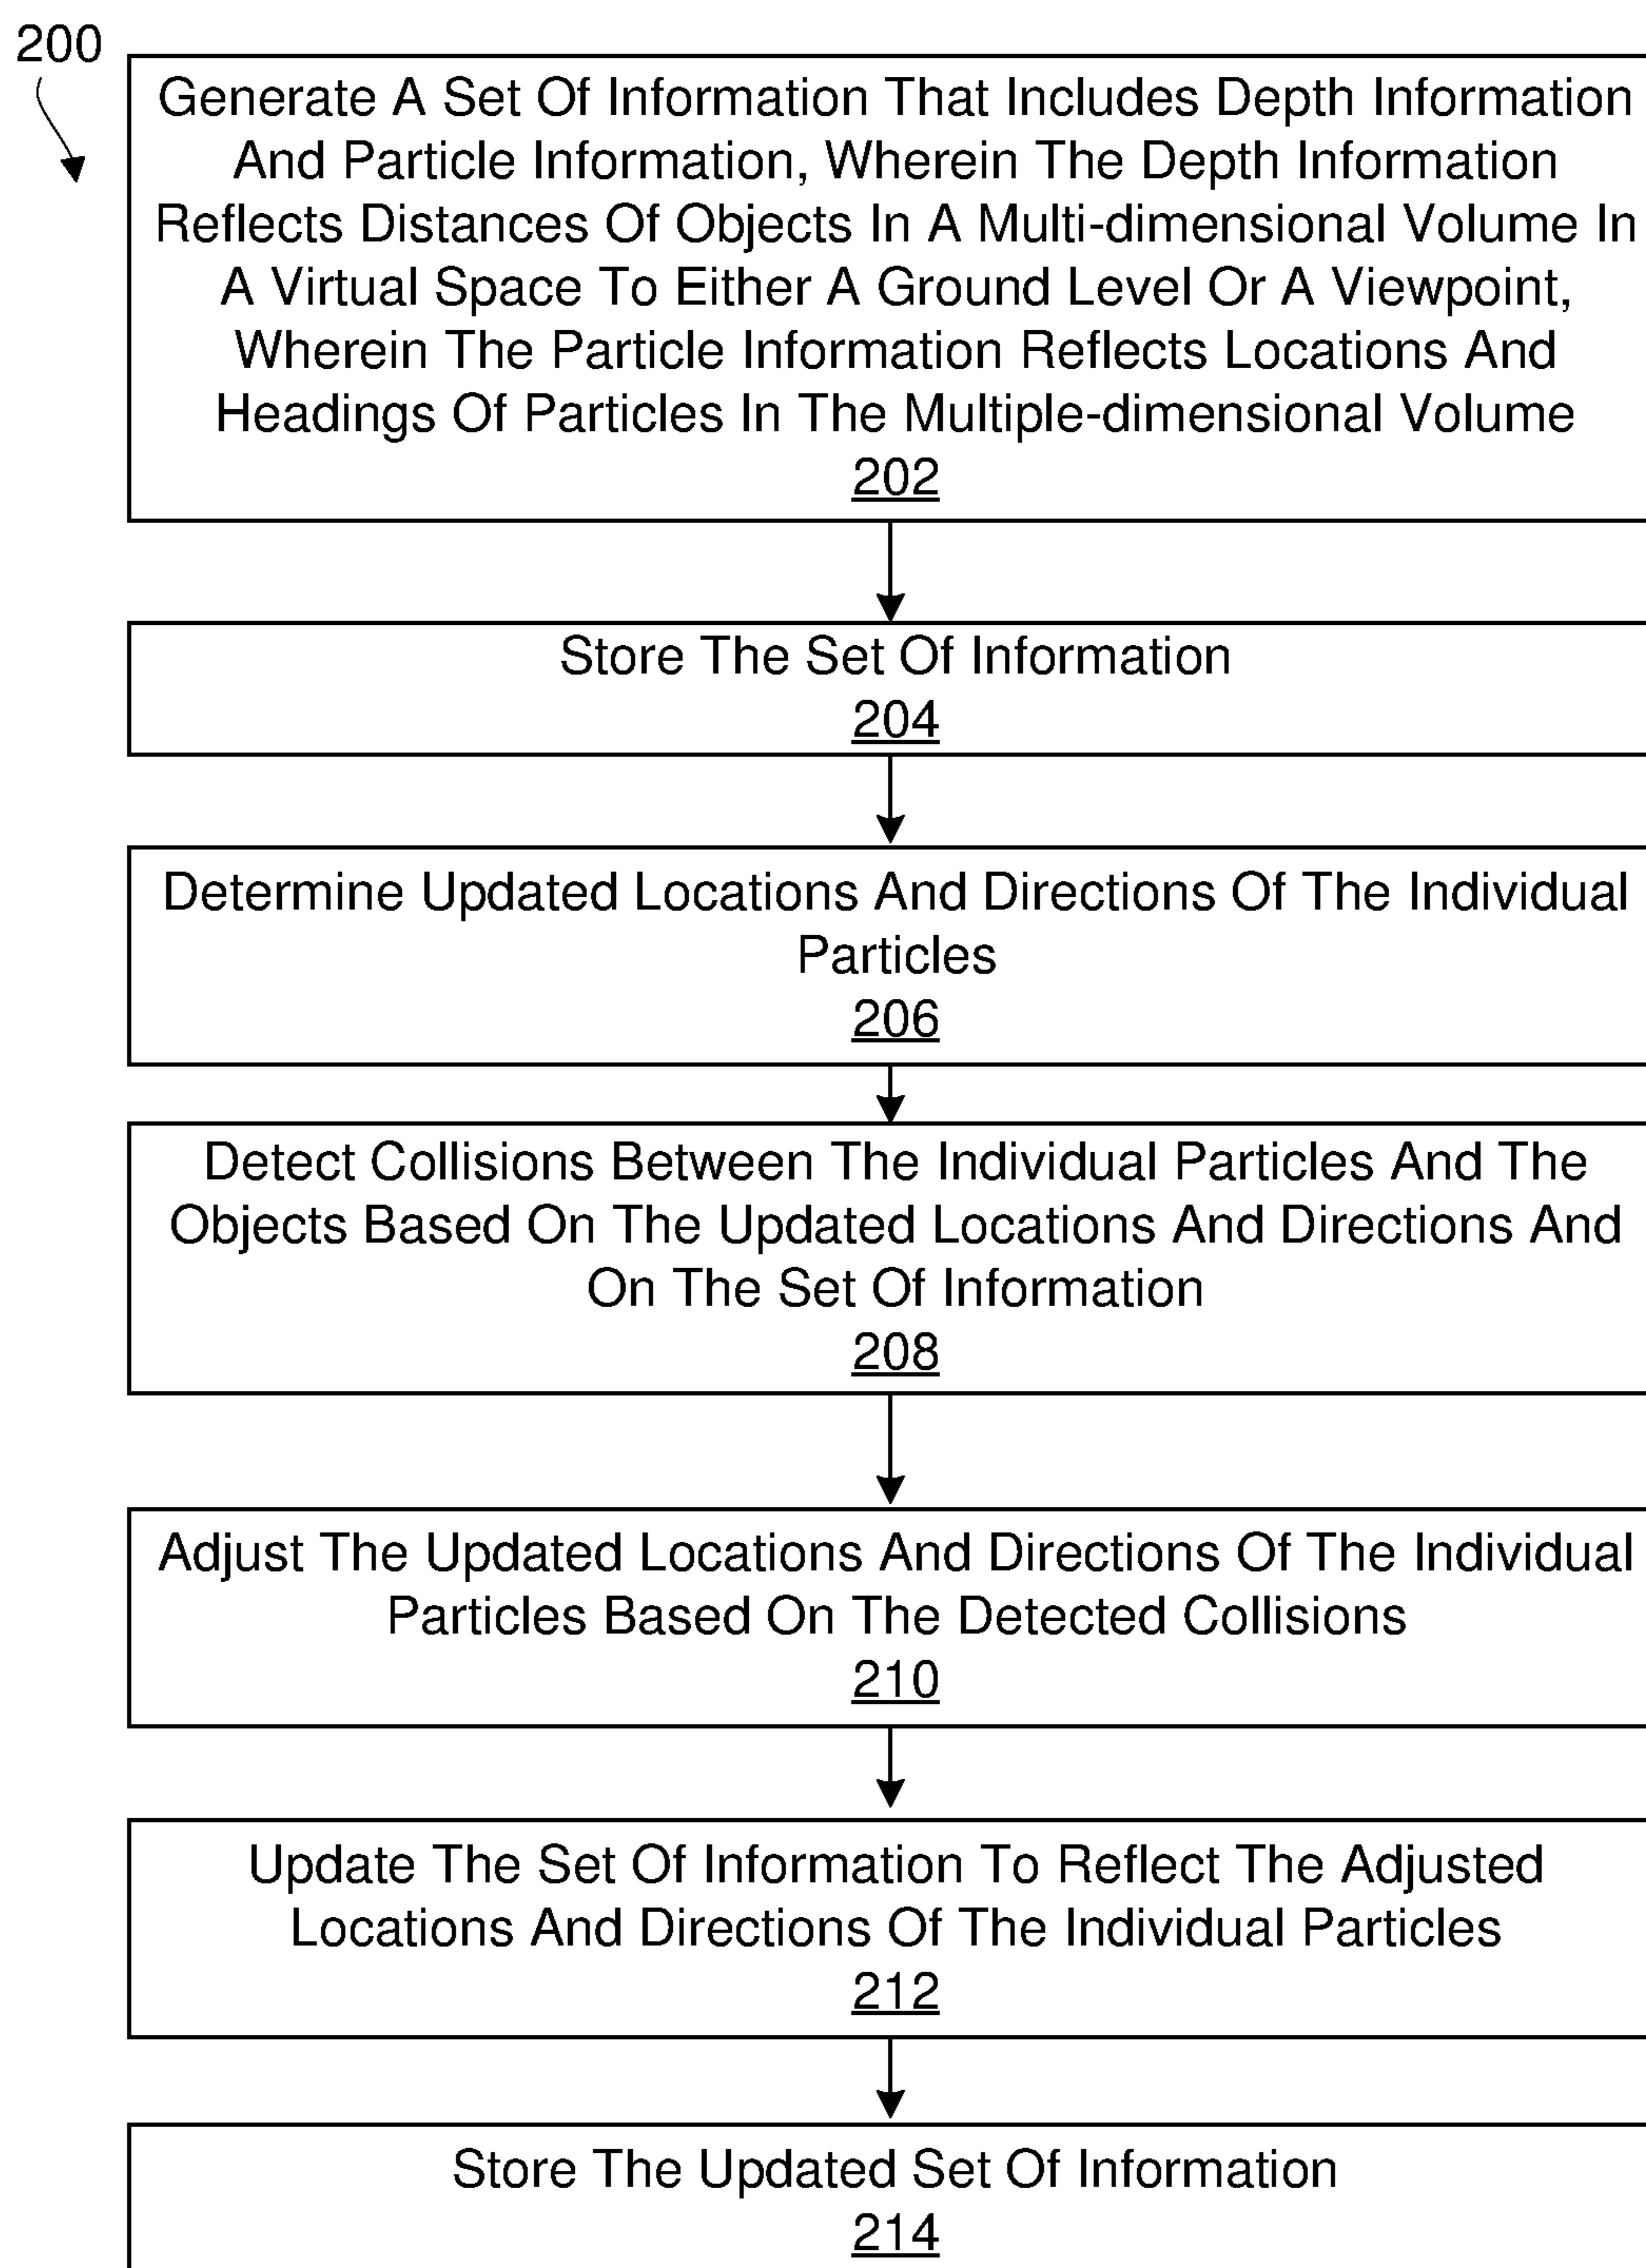 200
Generate A Set Of Information That Includes Depth Information
And Particle Information, Wherein The Depth Information
Reflects Distances Of Objects In A Multi-dimensional Volume In
A Virtual Space To Either A Ground Level Or A Viewpoint,
Wherein The Particle Information Reflects Locations And
Headings Of Particles In The Multiple-dimensional Volume
202
Store The Set Of Information
204
Determine Updated Locations And Directions Of The Individual
Particles
206
Detect Collisions Between The Individual Particles And The
Objects Based On The Updated Locations And Directions And
On The Set Of Information
208
Adjust The Updated Locations And Directions Of The Individual
Particles Based On The Detected Collisions
210
Update The Set Of Information To Reflect The Adjusted
Locations And Directions Of The Individual Particles
212
Store The Updated Set Of Information
214